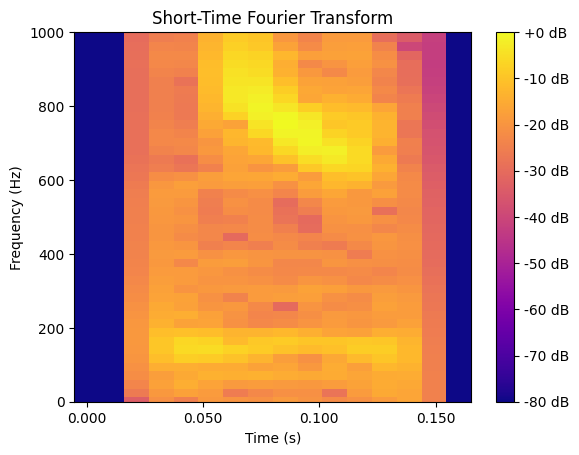 Short-Time Fourier Transform
1000
800
600
400
200
0
Frequency (Hz)
0.000
0.050
0.100
0.150
Time (s)
+0 dB
-10 dB
-20 dB
-30 dB
-40 dB
-50 dB
-60 dB
-70 dB
-80 dB